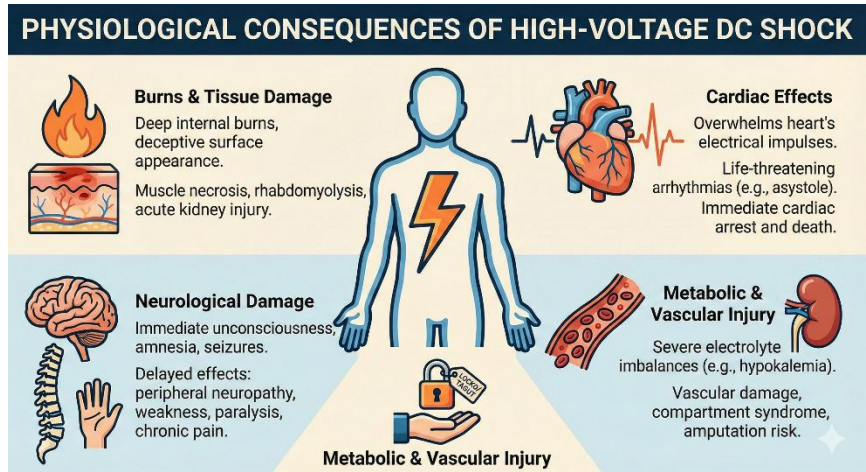 PHYSIOLOGICAL CONSEQUENCES OF HIGH-VOLTAGE DC SHOCK
Burns & Tissue Damage
Deep internal burns,
deceptive surface
appearance.
Muscle necrosis, rhabdomyolysis,
acute kidney injury.
Cardiac Effects
Overwhelms heart's
electrical impulses.
Life-threatening
arrhythmias (e.g., asystole).
Immediate cardiac
arrest and death.
Neurological Damage
Immediate unconsciousness,
amnesia, seizures.
Delayed effects:
peripheral neuropathy,
weakness, paralysis,
chronic pain.
Metabolic &
Vascular Injury
Severe electrolyte
imbalances (e.g., hypokalemia).
Vascular damage,
compartment syndrome,
amputation risk.
LOCKO/
TAGUT
Metabolic & Vascular Injury